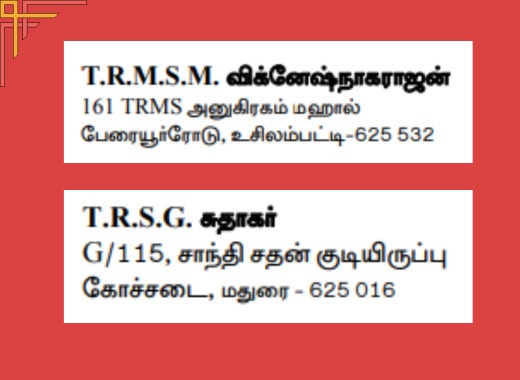 T.R.M.S.M. விக்னேஷ்நாகராஜன்
161 TRMS அனுகிரகம் மஹால்
பேரையூர்ரோடு, உசிலம்பட்டி-625 532
T.R.S.G. சுதாகர்
G/115, சாந்தி சதன் குடியிருப்பு
கோச்சடை, மதுரை - 625 016